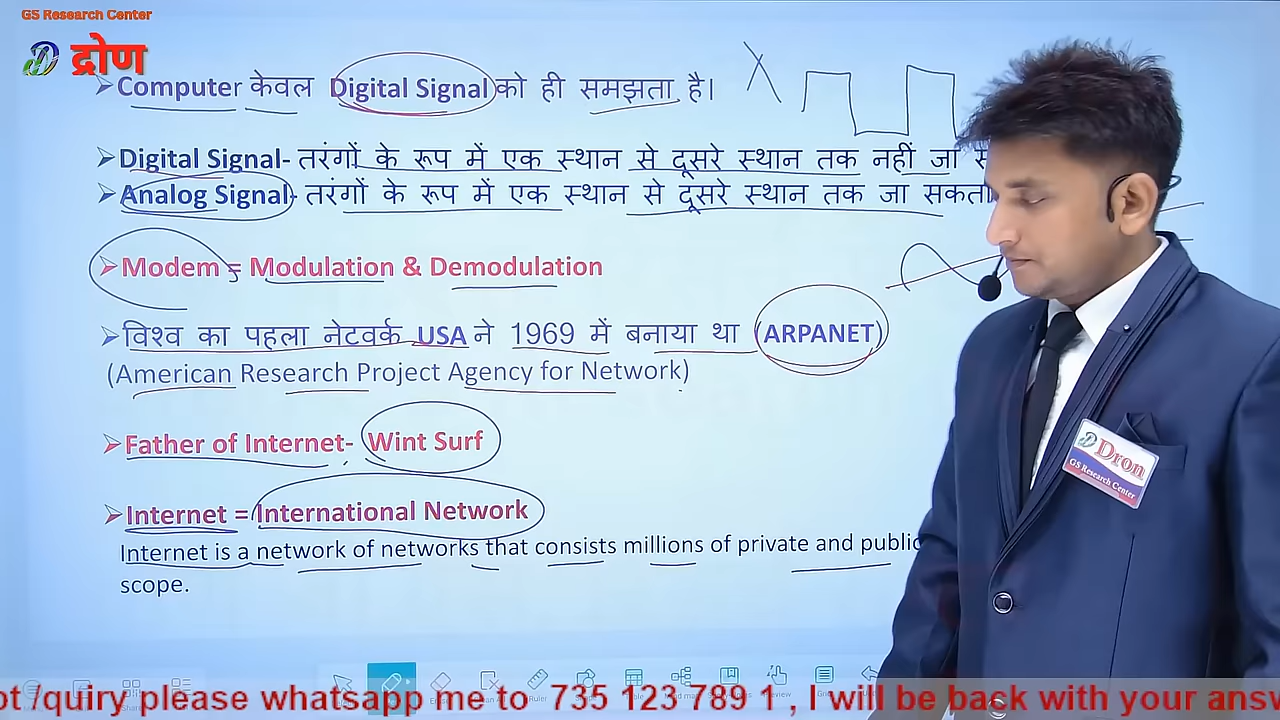 GS Research Center
द्रोण
Computer केवल Digital Signal को ही समझता है।
Digital Signal- तरंगों के रूप में एक स्थान से दूसरे स्थान तक नहीं जा
Analog Signal- तरंगों के रूप में एक स्थान से दूसरे स्थान तक जा सकता
Modem = Modulation & Demodulation
विश्व का पहला नेटवर्क USA ने 1969 में बनाया था (ARPANET)
(American Research Project Agency for Network)
Father of Internet- Wint Surf
Internet = International Network
Internet is a network of networks that consists millions of private and public
scope.
Dron
GS Research Center
/quiry please whatsapp me to 735 123 789 1 , I will be back with your